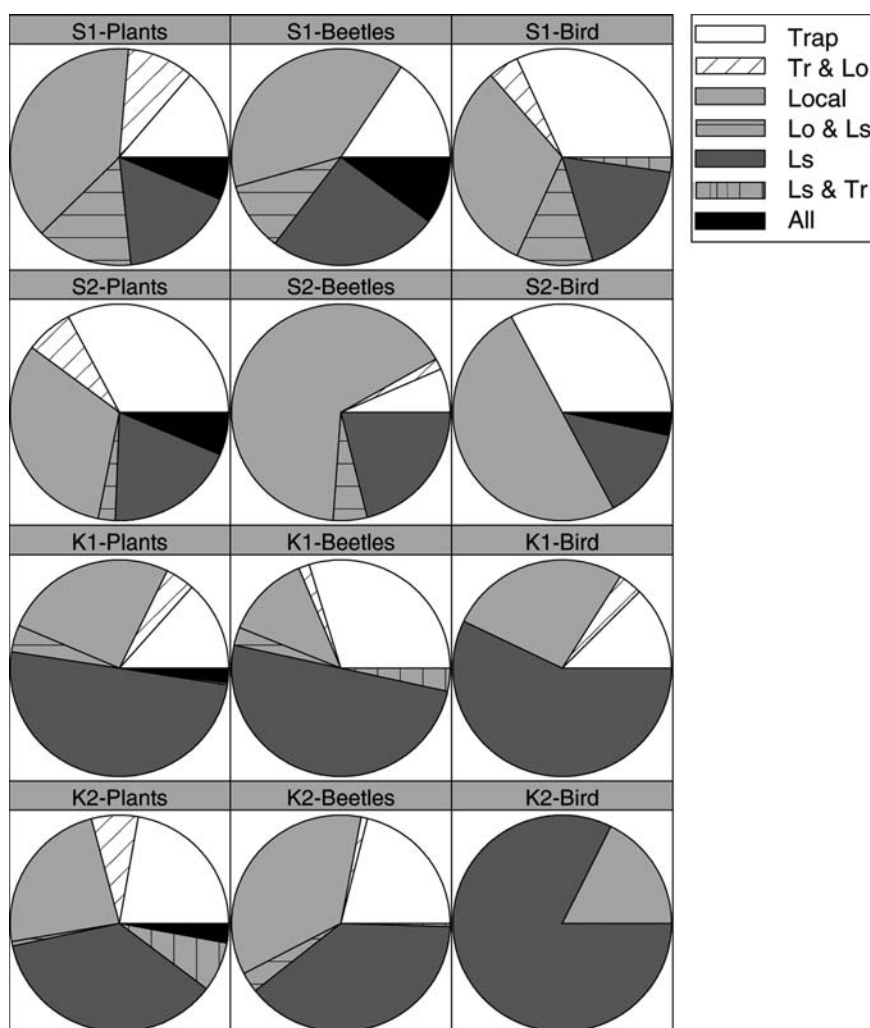 S1-Plants
S1-Beetles
S1-Bird
Trap
Tr & Lo
Local
Lo & Ls
Ls
Ls & Tr
All
S2-Plants
S2-Beetles
S2-Bird
K1-Plants
K1-Beetles
K1-Bird
K2-Plants
K2-Beetles
K2-Bird